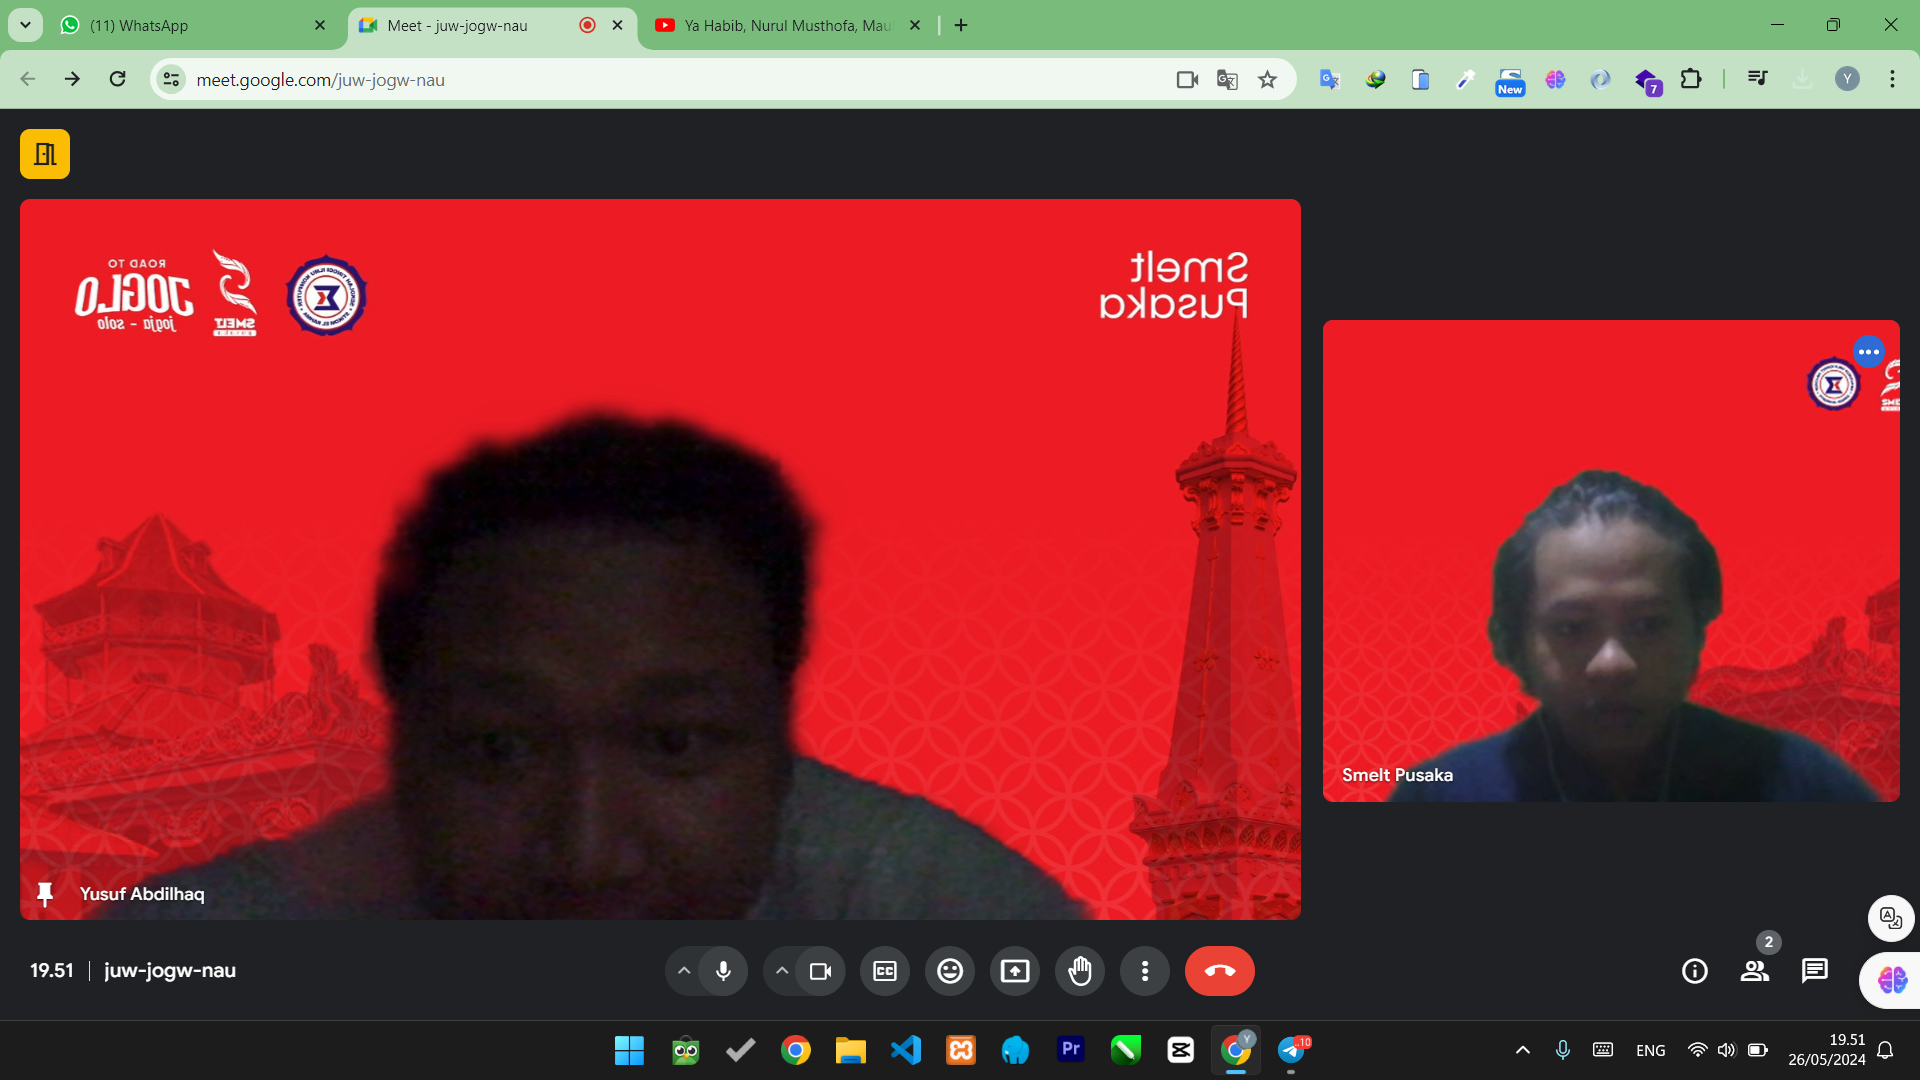 (11) WhatsApp
Meet - juw-jogw-nau
Ya Habib, Nurul Musthofa, Mau
meet.google.com/juw-jogw-nau
New
7
Y
ROAD TO
JOGLO
jogja - solo
SMELT
Smelt
Pusaka
Smelt Pusaka
Yusuf Abdilhaq
19.51
juw-jogw-nau
CC
2
Pr
Y
..10
ENG
19.51
26/05/2024